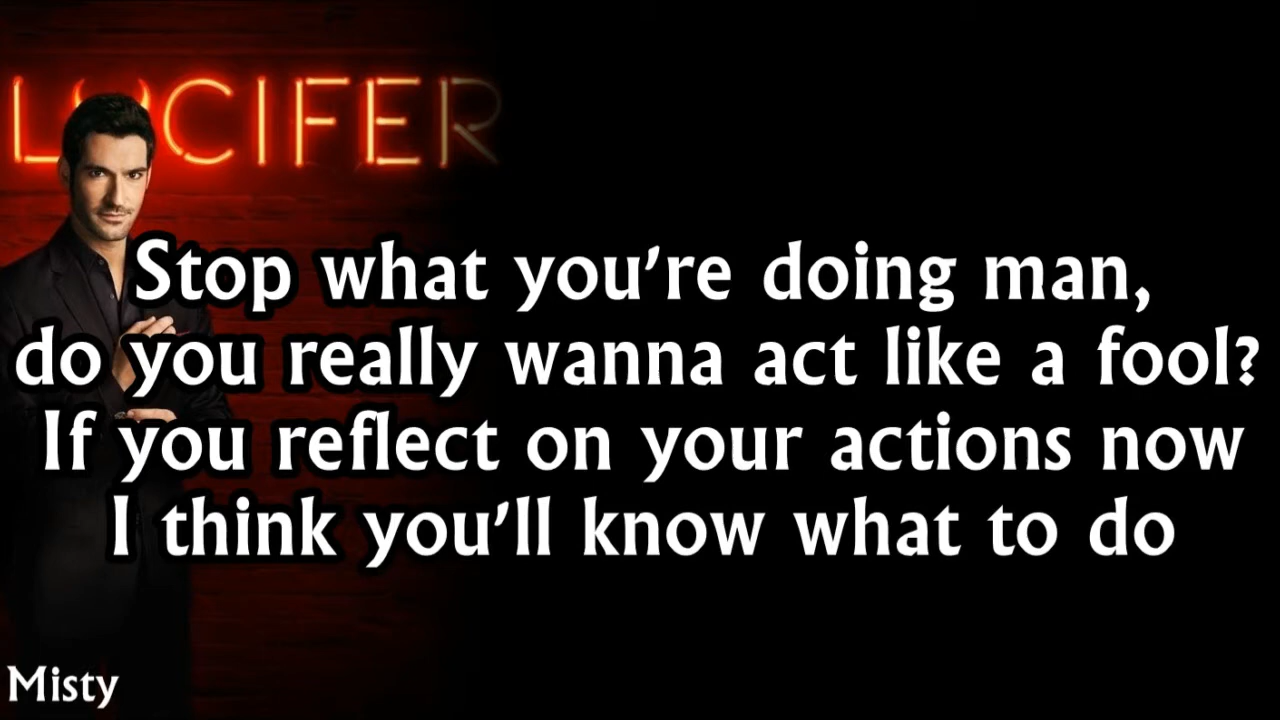 LUCIFER
Stop what you're doing man,
do you really wanna act like a fool?
If you reflect on your actions now
I think you'll know what to do
Misty